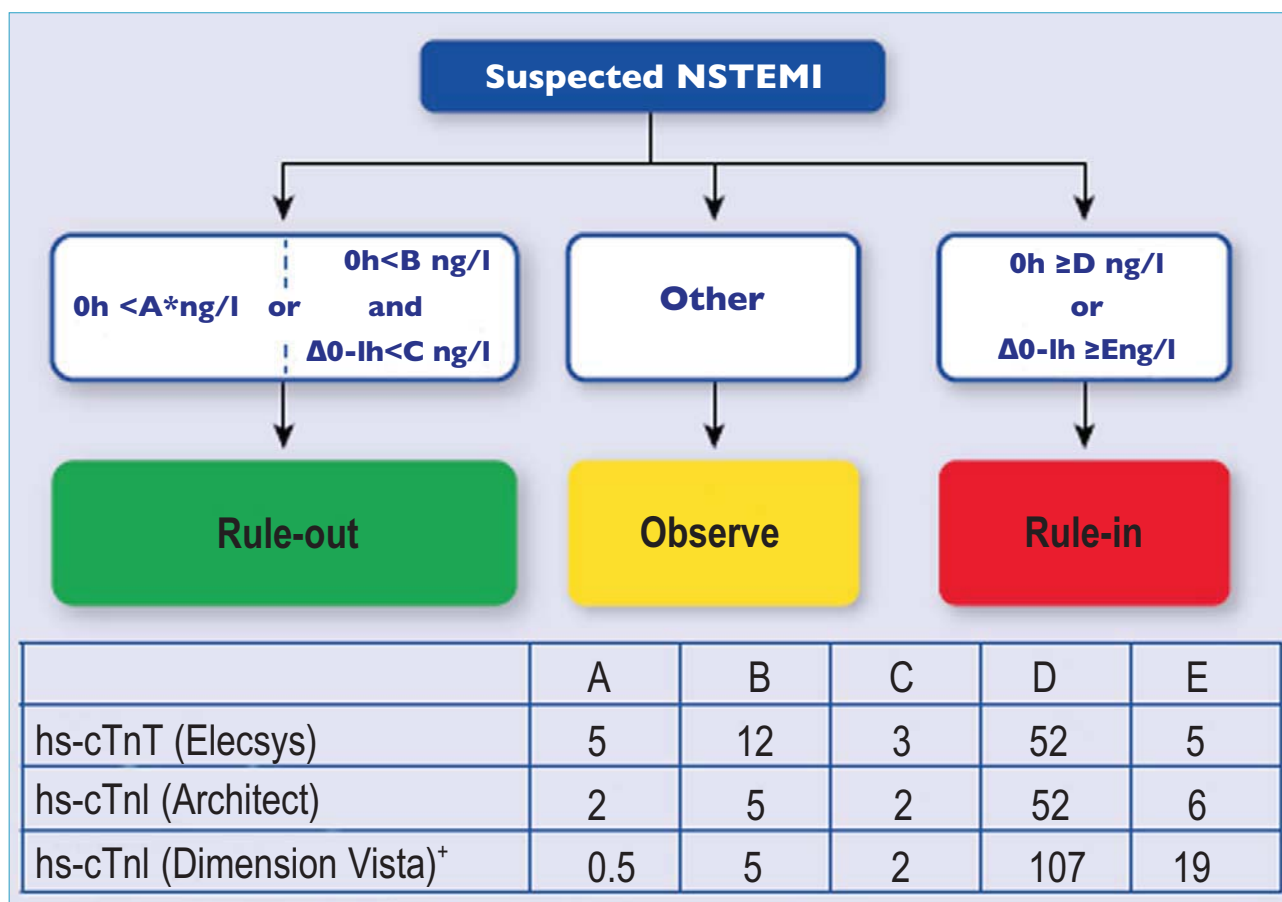 Suspected NSTEMI
0h <A*ng/l or
0h<B ng/l
and
Δ0-1h<C ng/l
Other
0h ≥D ng/l
or
Δ0-1h ≥Eng/l
Rule-out
Observe
Rule-in
A B C D E
hs-cTnT (Elecsys) 5 12 3 52 5
hs-cTnI (Architect) 2 5 2 52 6
hs-cTnI (Dimension Vista)+ 0.5 5 2 107 19